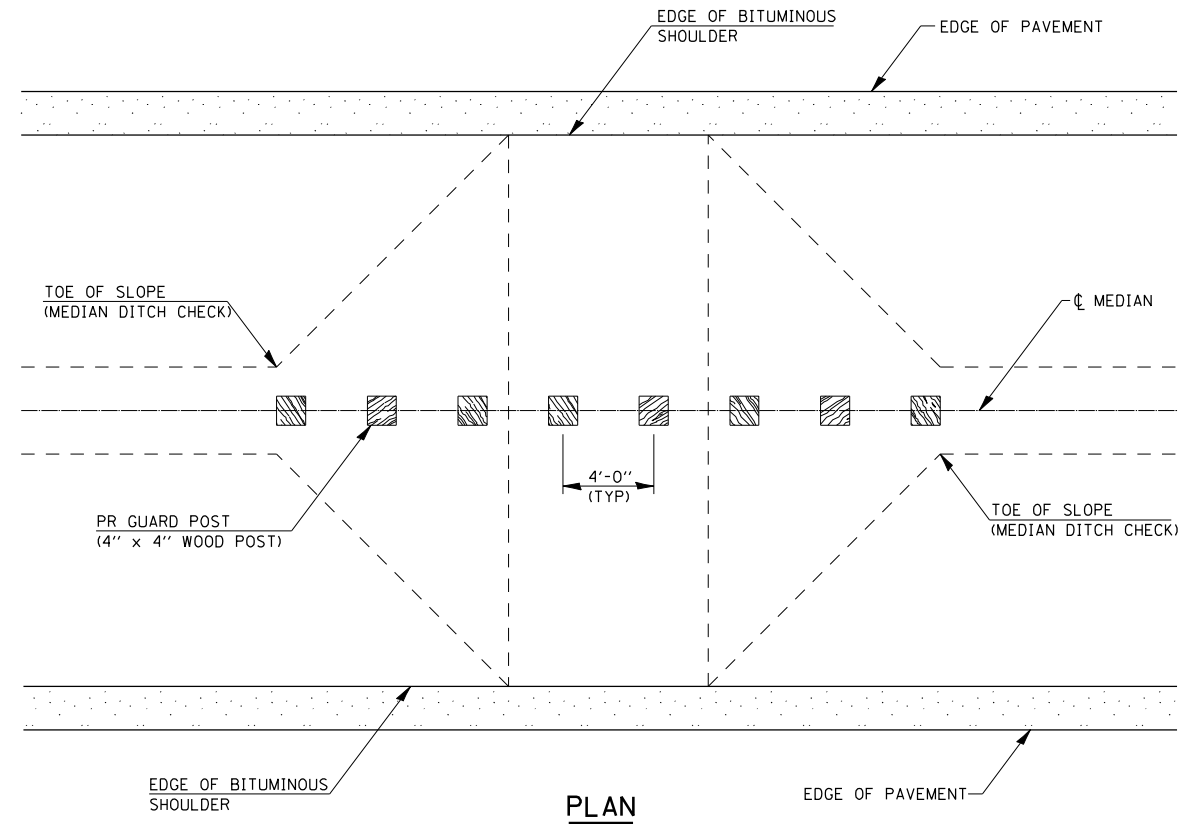 EDGE OF BITUMINOUS
SHOULDER
EDGE OF PAVEMENT
TOE OF SLOPE
(MEDIAN DITCH CHECK)
℄ MEDIAN
4'-0''
(TYP)
PR GUARD POST
(4'' x 4'' WOOD POST)
TOE OF SLOPE
(MEDIAN DITCH CHECK)
EDGE OF BITUMINOUS
SHOULDER
EDGE OF PAVEMENT
PLAN